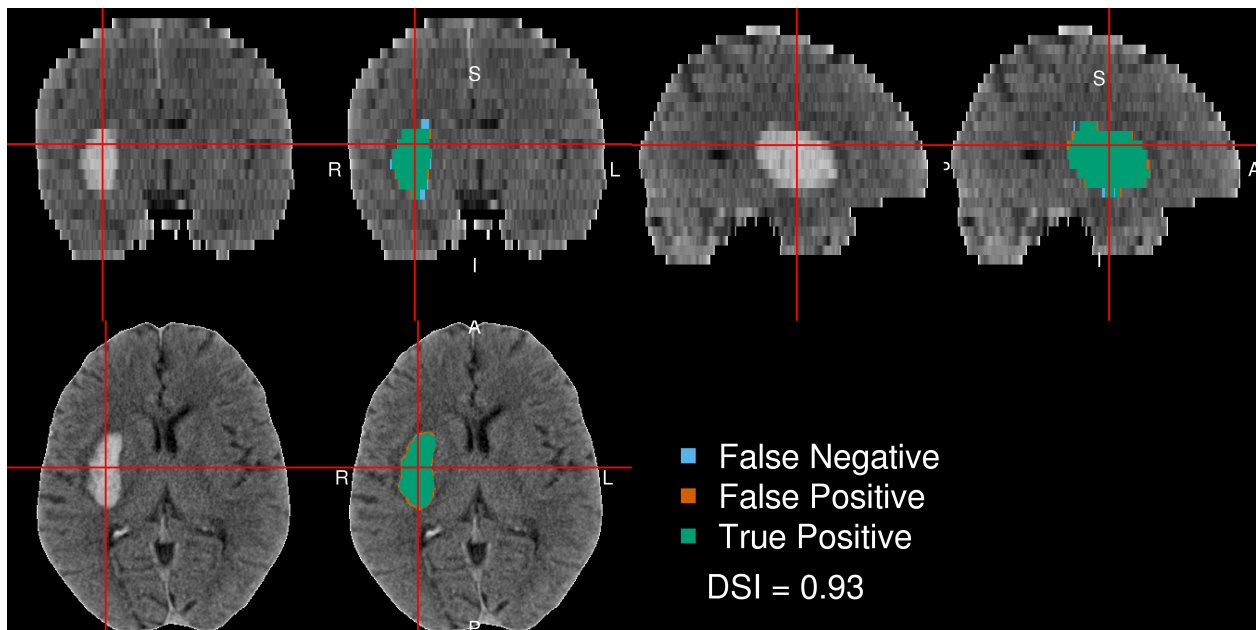 S
S
R
L
P
A
I
I
A
R
L
False Negative
False Positive
True Positive
DSI = 0.93
P